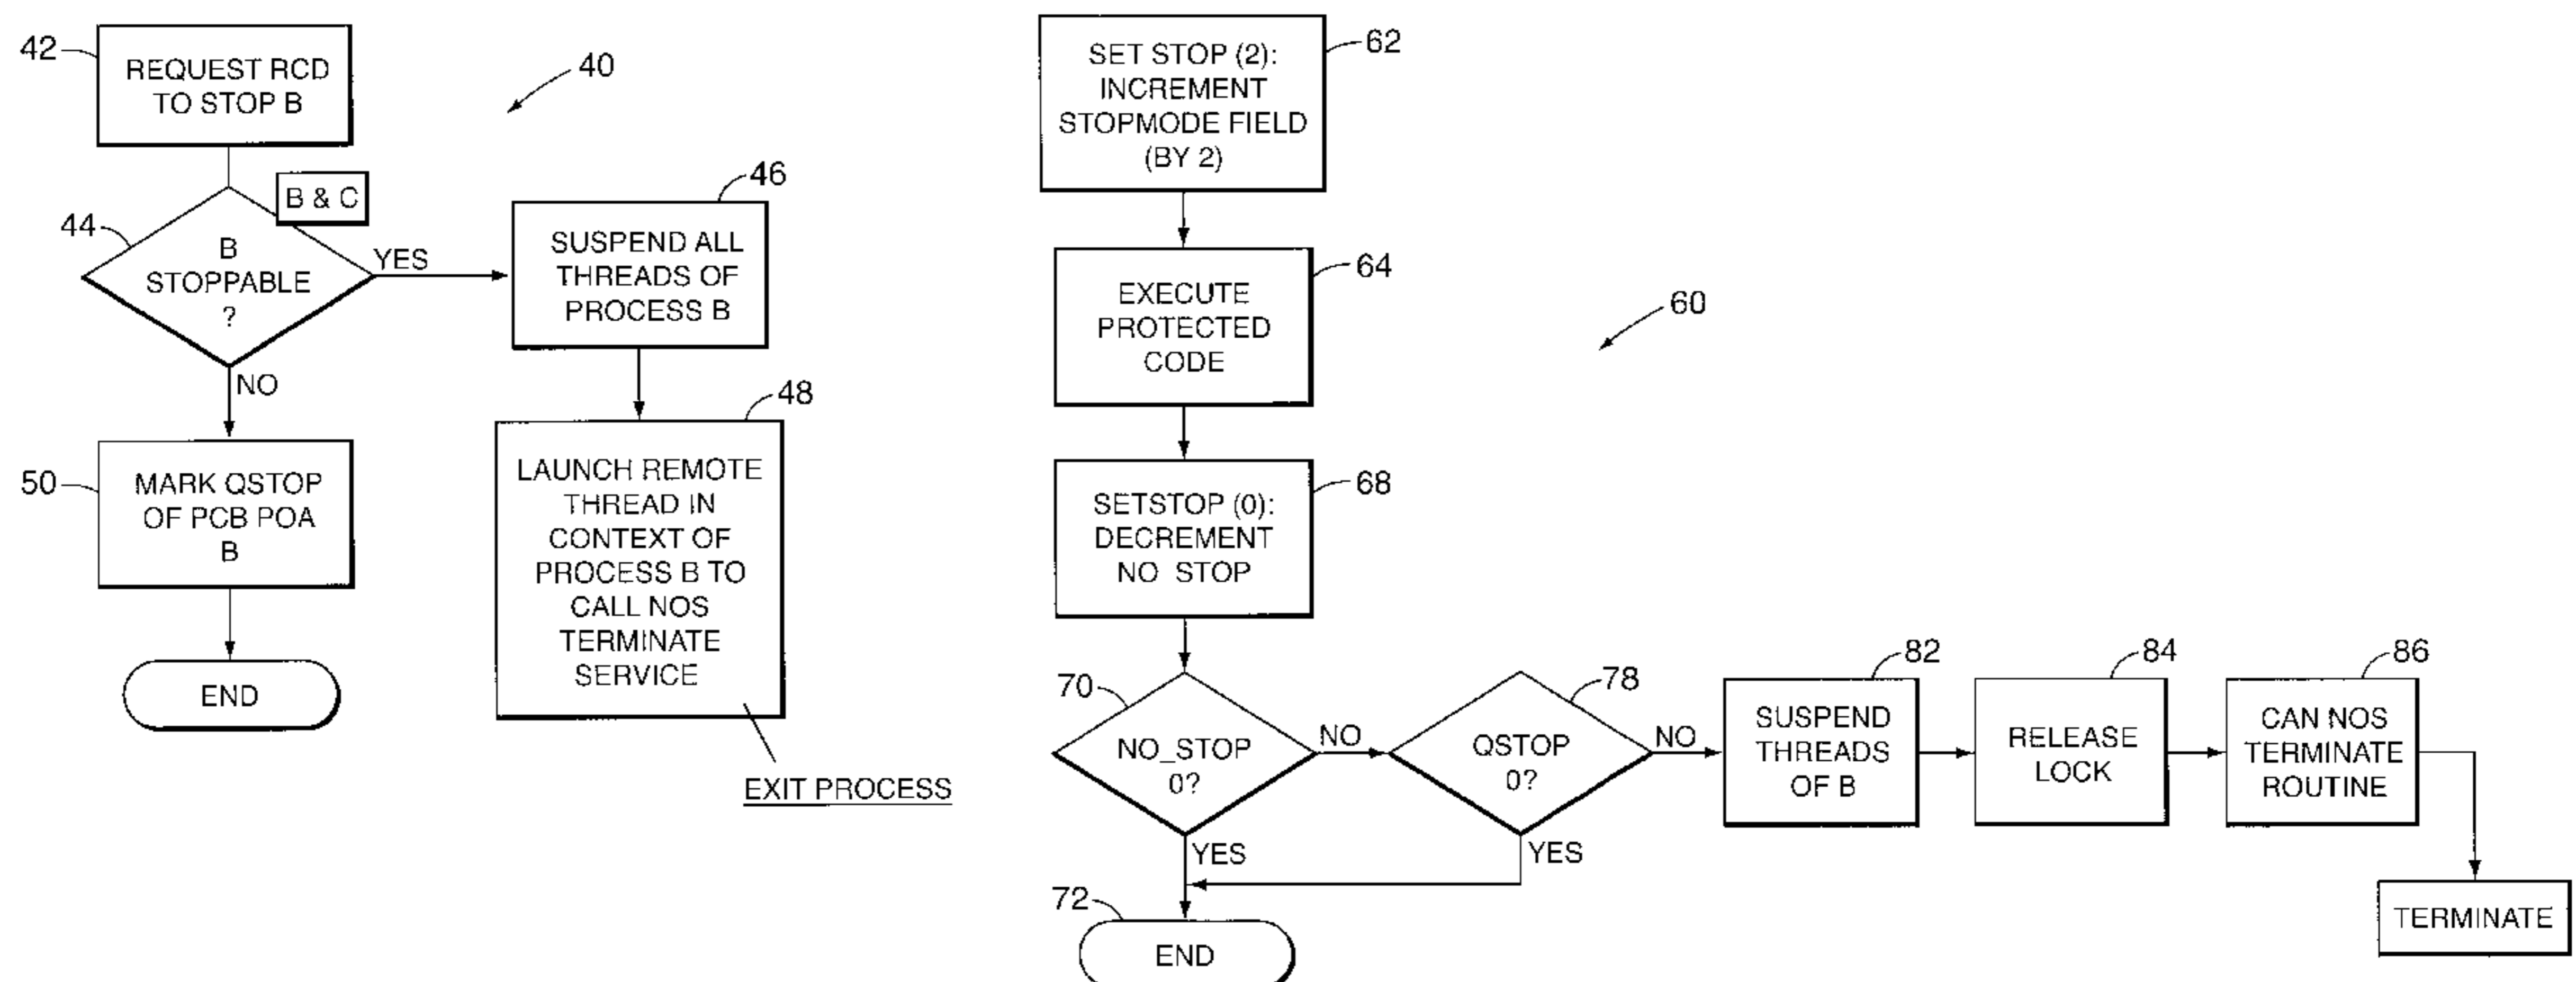 42
REQUEST RCD
TO STOP B
40
B & C
44
B
STOPPABLE
?
YES
NO
46
SUSPEND ALL
THREADS OF
PROCESS B
48
LAUNCH REMOTE
THREAD IN
CONTEXT OF
PROCESS B TO
CALL NOS
TERMINATE
SERVICE
EXIT PROCESS
50
MARK QSTOP
OF PCB POA
B
END
62
SET STOP (2):
INCREMENT
STOPMODE FIELD
(BY 2)
64
EXECUTE
PROTECTED
CODE
60
68
SETSTOP (0):
DECREMENT
NO_STOP
70
NO_STOP
0?
NO
YES
78
QSTOP
0?
NO
YES
82
SUSPEND
THREADS
OF B
84
RELEASE
LOCK
86
CAN NOS
TERMINATE
ROUTINE
TERMINATE
72
END